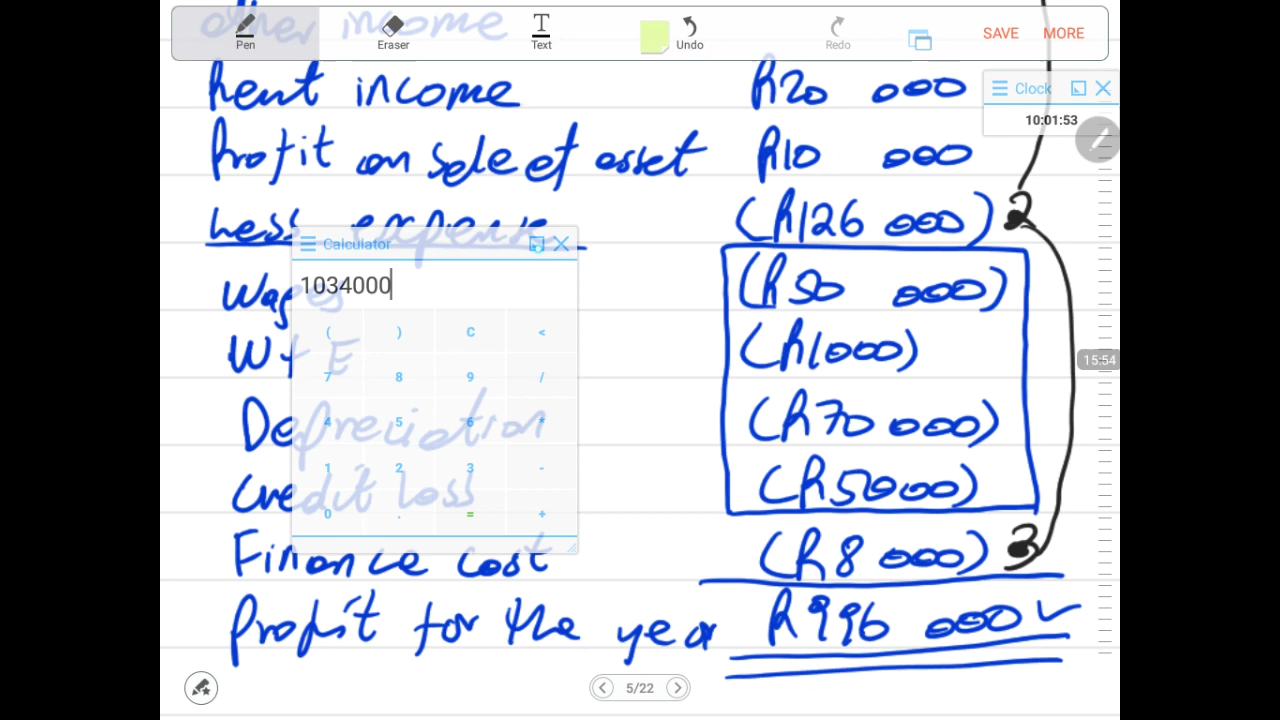 other income
Pen Eraser Text Undo Redo SAVE MORE
Rent income R20 000
Clock
10:01:53
Profit on sale of asset R10 000
Less expense (R126 000) 2
Calculator
1034000
Wages (R50 000)
( ) C <
W+E (R1000)
15:54
7 8 9 /
Depreciation (R70 000)
4 5 6 *
1 2 3 -
Credit loss (R5000)
0 . = +
Finance cost (R8 000) 3
Profit for the year R996 000
5/22